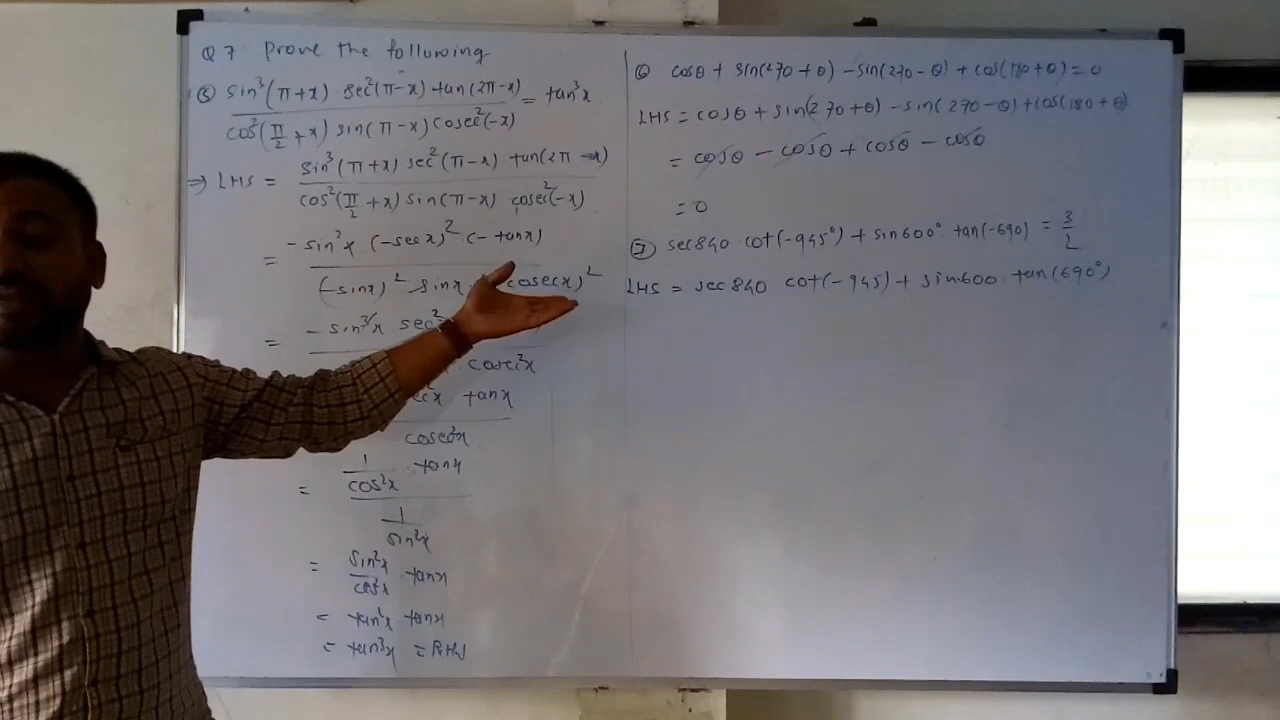 Q 7 Prove the following
(5) sin³(π+x) sec²(π-x) tan(2π-x) = tan³x
cos²(π/2 + x) sin(π-x) cosec²(-x)
⇒ LHS = sin³(π+x) sec²(π-x) tan(2π-x)
cos²(π/2 + x) sin(π-x) cosec²(-x)
= -sin³x (-secx)² (-tanx)
(-sinx)² sinx cosecx)²
= -sin³x sec²
cosec²x
tanx
cosec²x
= 1/cos²x · tanx
1/sin²x
= sin²x/cos²x · tanx
= tan²x tanx
= tan³x = RHS
(6) cosθ + sin(270+θ) - sin(270-θ) + cos(180+θ) = 0
LHS = cosθ + sin(270+θ) - sin(270-θ) + cos(180+θ)
= cosθ - cosθ + cosθ - cosθ
= 0
(7) sec840 cot(-945°) + sin600° tan(-690) = 3/2
LHS = sec840 cot(-945) + sin600 · tan(690°)